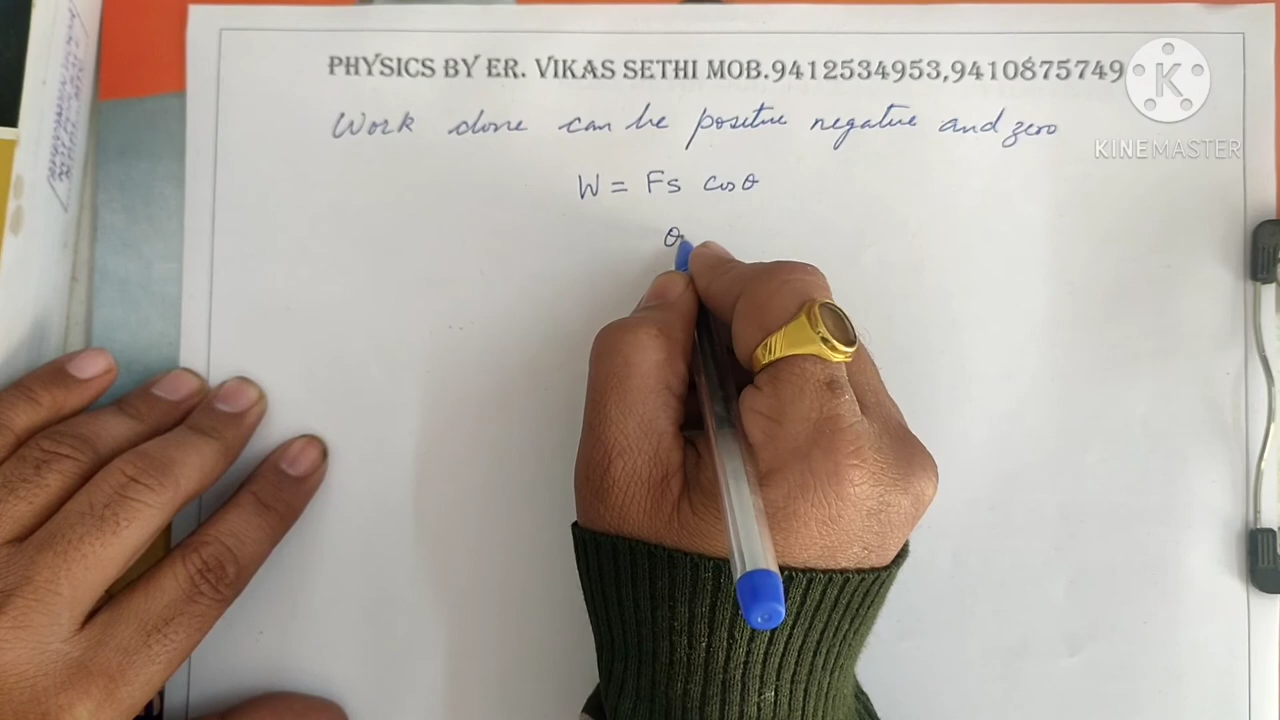 PHYSICS BY ER. VIKAS SETHI MOB.9412534953,9410875749
K
KINEMASTER
Work done can be positive negative and zero
W = Fs cosθ
θ